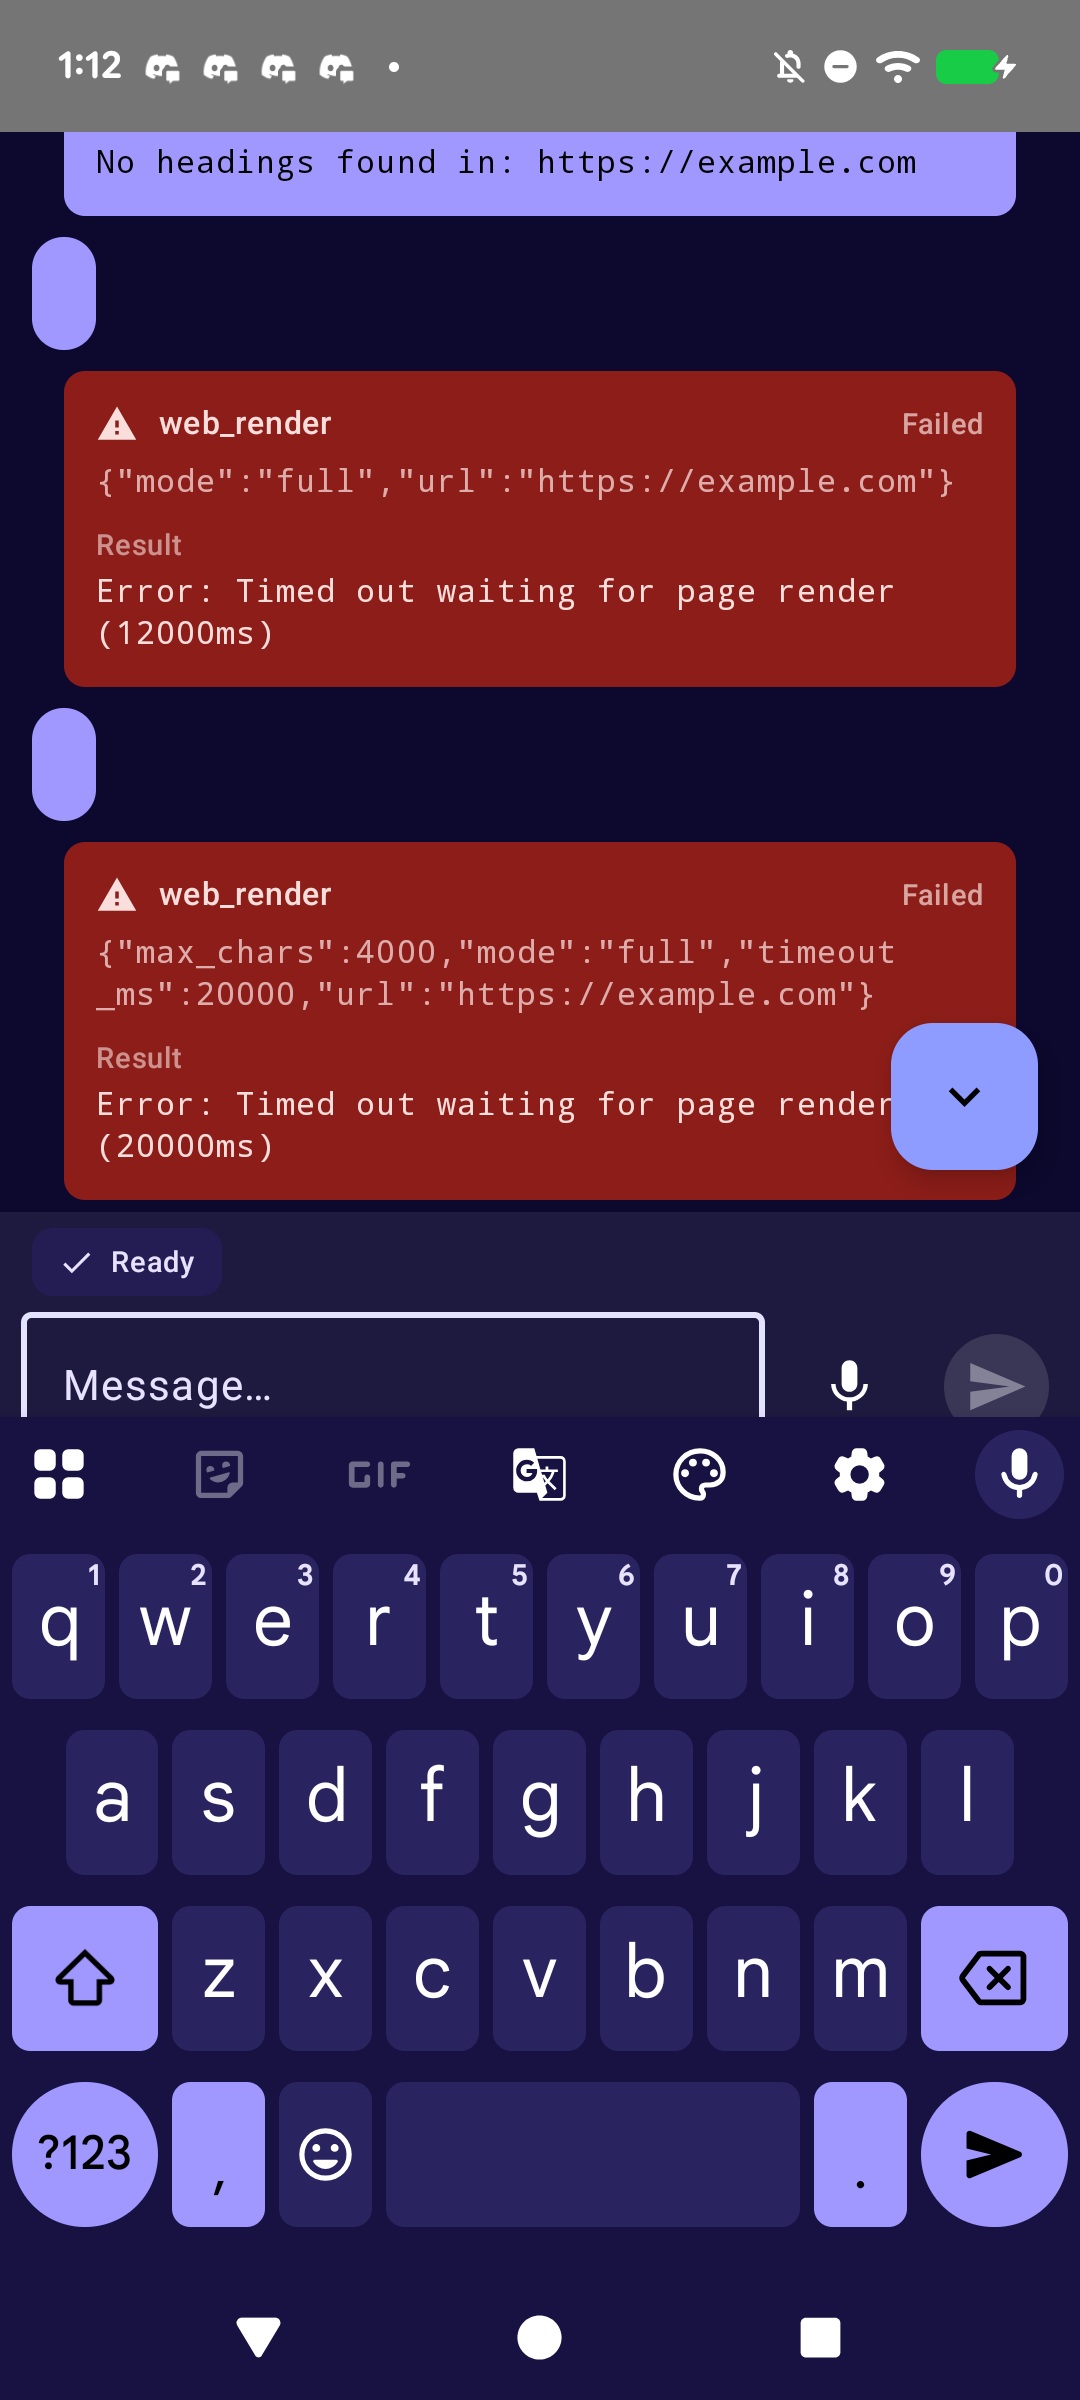 1:12
No headings found in: https://example.com
web_render
Failed
{"mode":"full","url":"https://example.com"}
Result
Error: Timed out waiting for page render
(12000ms)
web_render
Failed
{"max_chars":4000,"mode":"full","timeout
_ms":20000,"url":"https://example.com"}
Result
Error: Timed out waiting for page render
(20000ms)
Ready
Message…
GIF
G文
1 2 3 4 5 6 7 8 9 0
q w e r t y u i o p
a s d f g h j k l
z x c v b n m
?123 , .